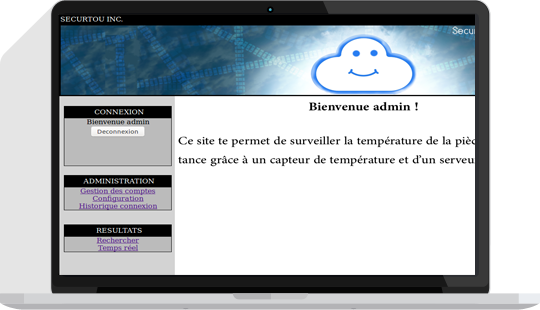 SECURTOU INC.
Secur
CONNEXION
Bienvenue admin
Deconnexion
ADMINISTRATION
Gestion des comptes
Configuration
Historique connexion
RESULTATS
Rechercher
Temps réel
Bienvenue admin !
Ce site te permet de surveiller la température de la pièc
tance grâce à un capteur de température et d'un serveu